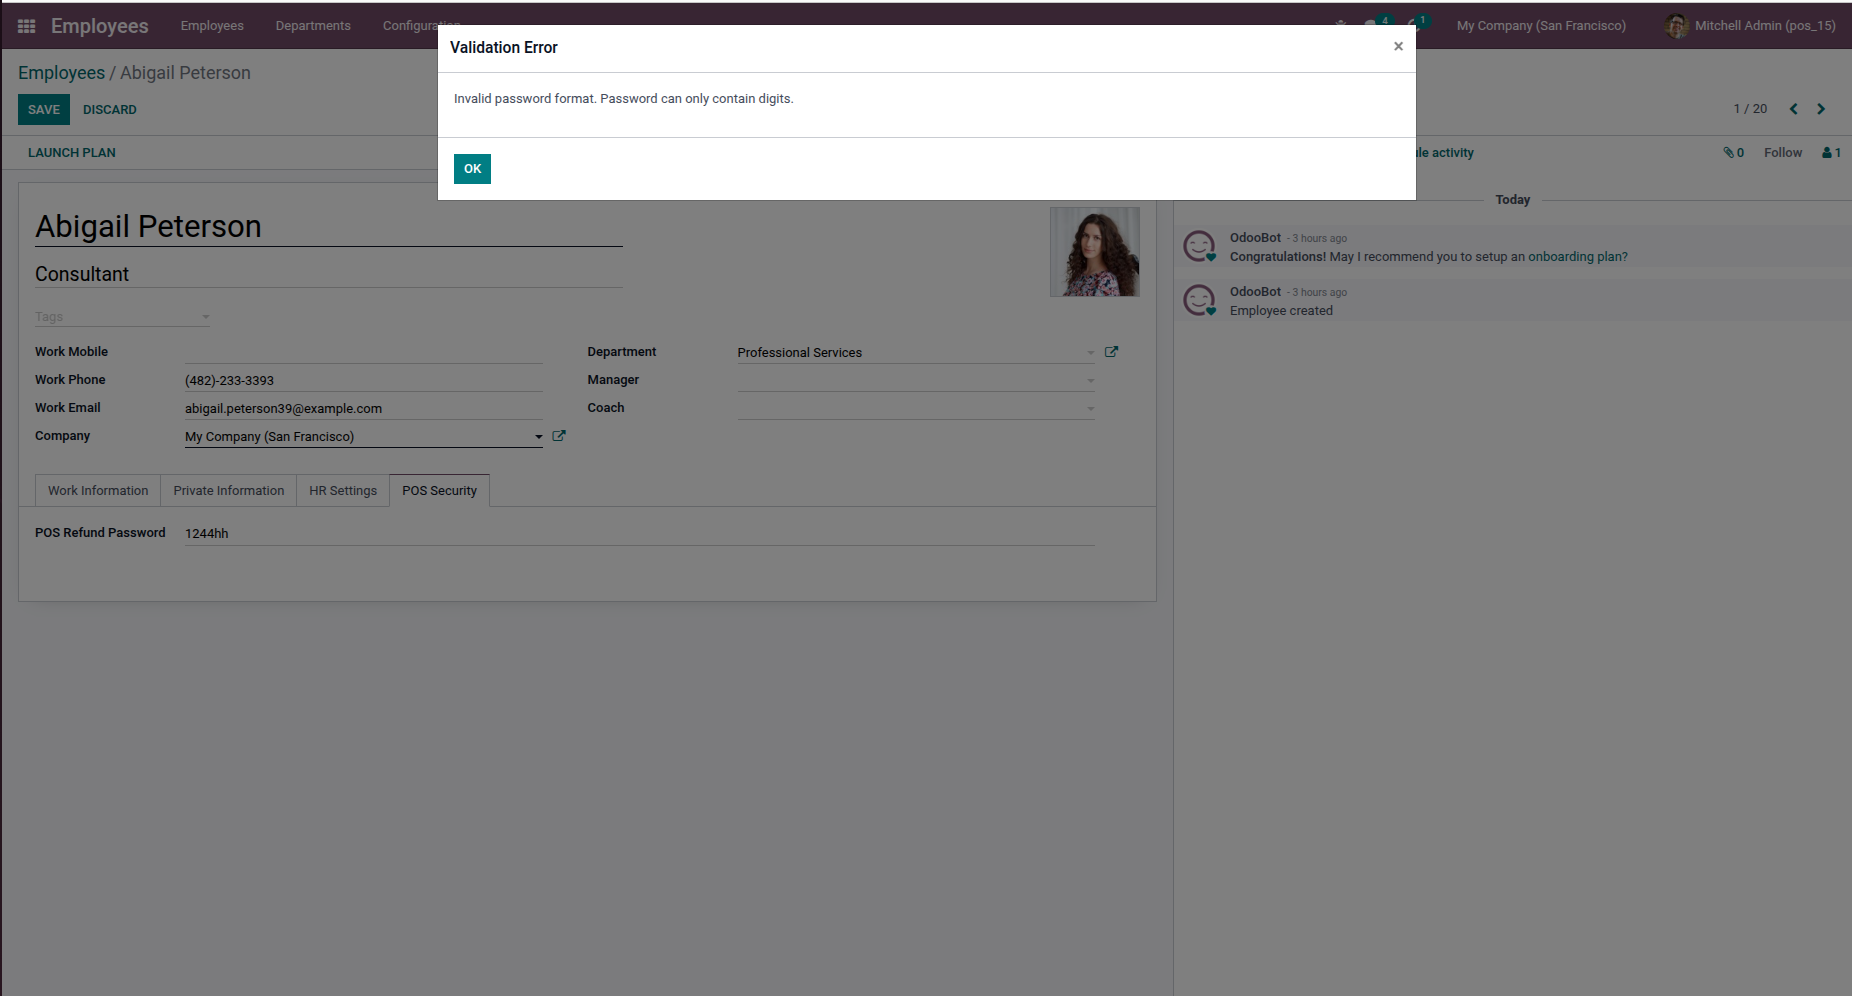 Employees Employees Departments Configuration 4 1 My Company (San Francisco) Mitchell Admin (pos_15)
Validation Error ×
Employees / Abigail Peterson
Invalid password format. Password can only contain digits.
SAVE DISCARD 1 / 20
LAUNCH PLAN ule activity 0 Follow 1
OK
Today
Abigail Peterson
Consultant
OdooBot - 3 hours ago
Congratulations! May I recommend you to setup an onboarding plan?
OdooBot - 3 hours ago
Employee created
Tags
Work Mobile Department Professional Services
Work Phone (482)-233-3393 Manager
Work Email abigail.peterson39@example.com Coach
Company My Company (San Francisco)
Work Information Private Information HR Settings POS Security
POS Refund Password 1244hh